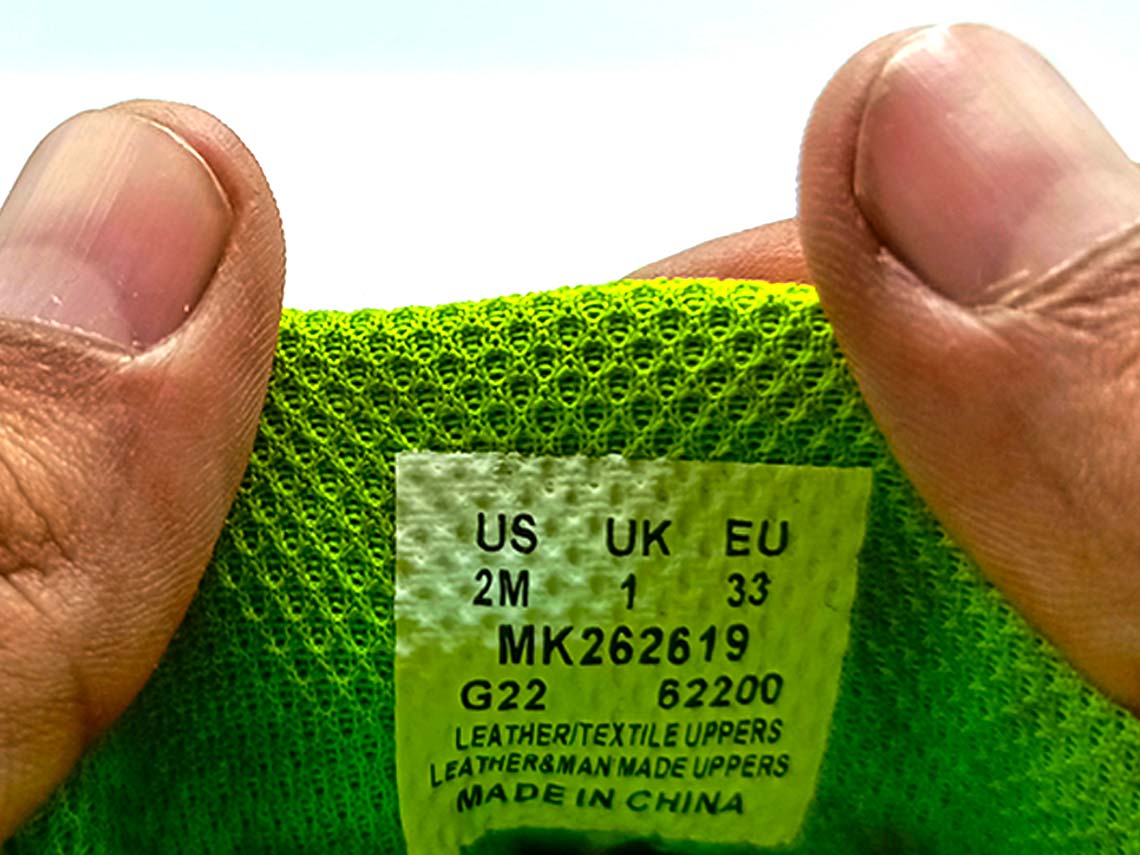 US UK EU
2M 1 33
MK262619
G22 62200
LEATHER/TEXTILE UPPERS
LEATHER&MAN MADE UPPERS
MADE IN CHINA